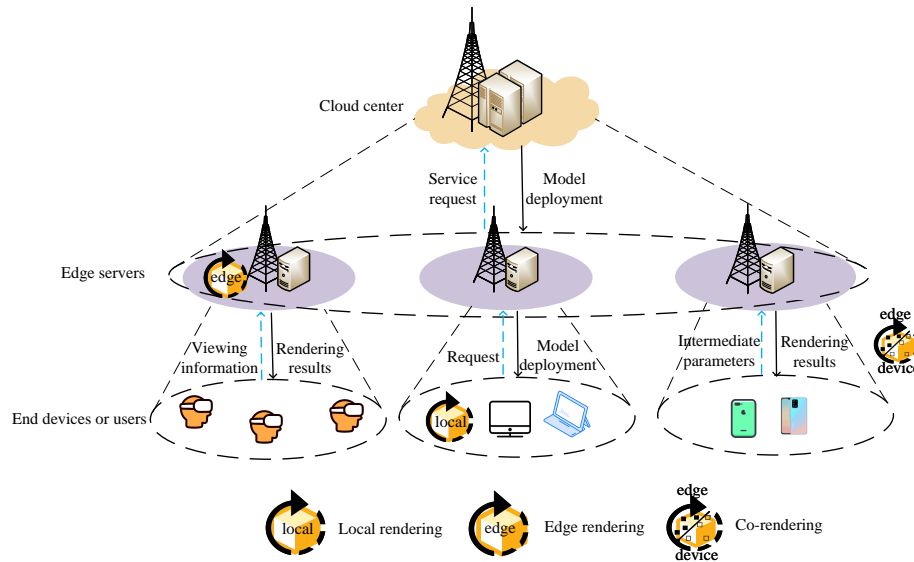 Cloud center
Service
request
Model
deployment
Edge servers
edge
edge
device
Viewing
information
Rendering
results
Request
Model
deployment
Intermediate
parameters
Rendering
results
End devices or users
local
local
Local rendering
edge
Edge rendering
edge
device
Co-rendering